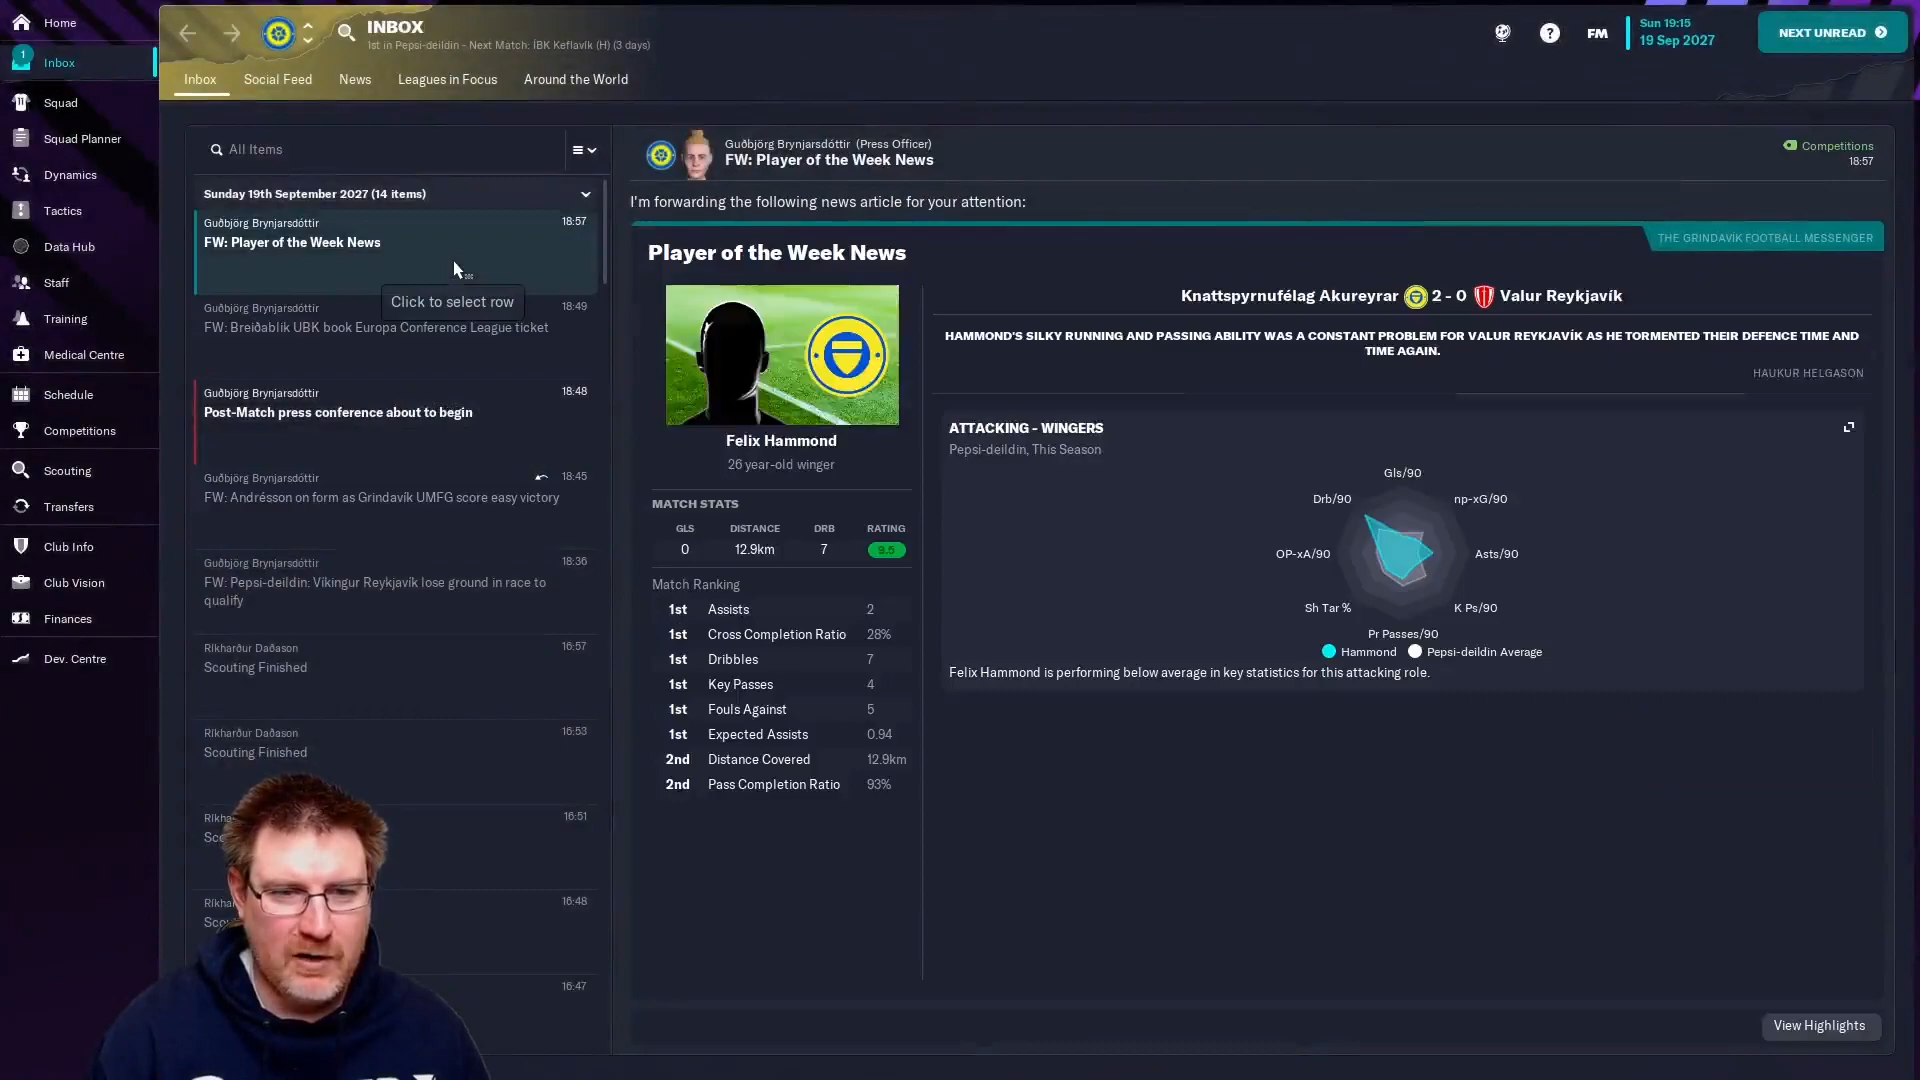 Home
1
Inbox
Squad
Squad Planner
Dynamics
Tactics
Data Hub
Staff
Training
Medical Centre
Schedule
Competitions
Scouting
Transfers
Club Info
Club Vision
Finances
Dev. Centre
INBOX
1st in Pepsi-deildin - Next Match: ÍBK Keflavík (H) (3 days)
FM
Sun 19:15
19 Sep 2027
NEXT UNREAD
Inbox
Social Feed
News
Leagues in Focus
Around the World
All Items
Sunday 19th September 2027 (14 items)
Guðbjörg Brynjarsdóttir 18:57
FW: Player of the Week News
Click to select row
Guðbjörg Brynjarsdóttir 18:49
FW: Breiðablik UBK book Europa Conference League ticket
Guðbjörg Brynjarsdóttir 18:48
Post-Match press conference about to begin
Guðbjörg Brynjarsdóttir 18:45
FW: Andrésson on form as Grindavík UMFG score easy victory
Guðbjörg Brynjarsdóttir 18:36
FW: Pepsi-deildin: Víkingur Reykjavík lose ground in race to
qualify
Ríkharður Daðason 16:57
Scouting Finished
Ríkharður Daðason 16:53
Scouting Finished
16:51
16:48
16:47
Guðbjörg Brynjarsdóttir (Press Officer)
FW: Player of the Week News
Competitions
18:57
I'm forwarding the following news article for your attention:
THE GRINDAVÍK FOOTBALL MESSENGER
Player of the Week News
Felix Hammond
26 year-old winger
MATCH STATS
GLS DISTANCE DRB RATING
0 12.9km 7 9.5
Match Ranking
1st Assists 2
1st Cross Completion Ratio 28%
1st Dribbles 7
1st Key Passes 4
1st Fouls Against 5
1st Expected Assists 0.94
2nd Distance Covered 12.9km
2nd Pass Completion Ratio 93%
Knattspyrnufélag Akureyrar 2 - 0 Valur Reykjavík
HAMMOND'S SILKY RUNNING AND PASSING ABILITY WAS A CONSTANT PROBLEM FOR VALUR REYKJAVÍK AS HE TORMENTED THEIR DEFENCE TIME AND
TIME AGAIN.
HAUKUR HELGASON
ATTACKING - WINGERS
Pepsi-deildin, This Season
Gls/90
Drb/90
np-xG/90
OP-xA/90
Asts/90
Sh Tar %
K Ps/90
Pr Passes/90
Hammond
Pepsi-deildin Average
Felix Hammond is performing below average in key statistics for this attacking role.
View Highlights